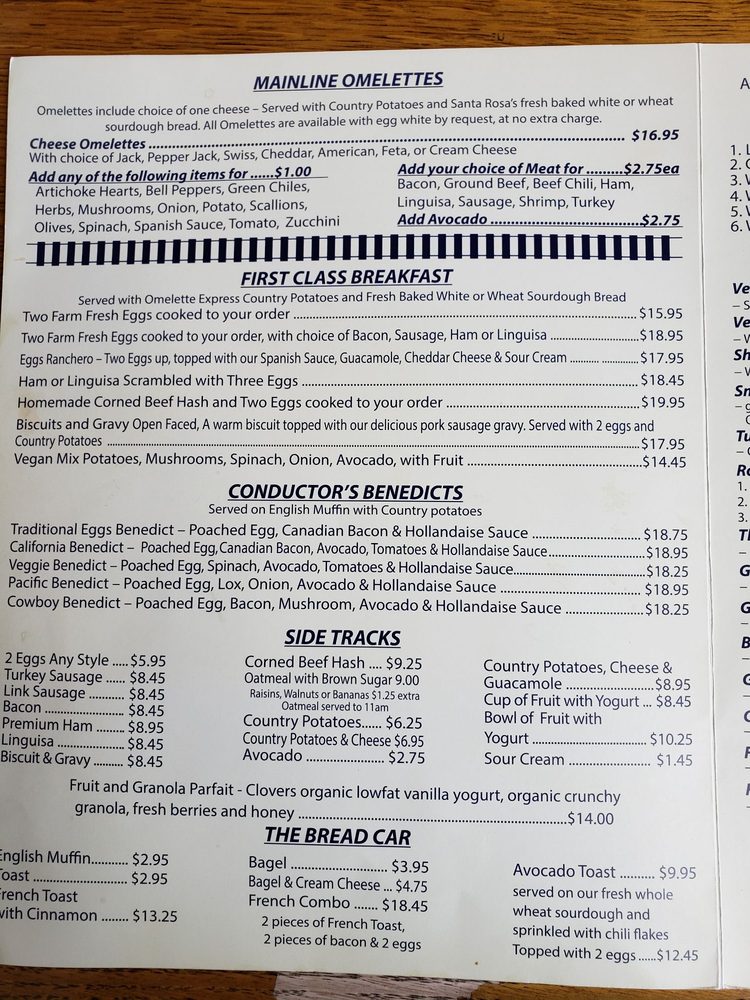 MAINLINE OMELETTES
Omelettes include choice of one cheese – Served with Country Potatoes and Santa Rosa's fresh baked white or wheat
sourdough bread. All Omelettes are available with egg white by request, at no extra charge.
Cheese Omelettes ........................................ $16.95
With choice of Jack, Pepper Jack, Swiss, Cheddar, American, Feta, or Cream Cheese
Add any of the following items for ......$1.00
Artichoke Hearts, Bell Peppers, Green Chiles,
Herbs, Mushrooms, Onion, Potato, Scallions,
Olives, Spinach, Spanish Sauce, Tomato, Zucchini
Add your choice of Meat for .........$2.75ea
Bacon, Ground Beef, Beef Chili, Ham,
Linguisa, Sausage, Shrimp, Turkey
Add Avocado ........................................$2.75
FIRST CLASS BREAKFAST
Served with Omelette Express Country Potatoes and Fresh Baked White or Wheat Sourdough Bread
Two Farm Fresh Eggs cooked to your order ........................................ $15.95
Two Farm Fresh Eggs cooked to your order, with choice of Bacon, Sausage, Ham or Linguisa ..................... $18.95
Eggs Ranchero – Two Eggs up, topped with our Spanish Sauce, Guacamole, Cheddar Cheese & Sour Cream ........... ............. $17.95
Ham or Linguisa Scrambled with Three Eggs ........................................ $18.45
Homemade Corned Beef Hash and Two Eggs cooked to your order ........................................ $19.95
Biscuits and Gravy Open Faced, A warm biscuit topped with our delicious pork sausage gravy. Served with 2 eggs and
Country Potatoes ........................................ $17.95
Vegan Mix Potatoes, Mushrooms, Spinach, Onion, Avocado, with Fruit ........................................ $14.45
CONDUCTOR'S BENEDICTS
Served on English Muffin with Country potatoes
Traditional Eggs Benedict – Poached Egg, Canadian Bacon & Hollandaise Sauce ......................... $18.75
California Benedict – Poached Egg, Canadian Bacon, Avocado, Tomatoes & Hollandaise Sauce......................... $18.95
Veggie Benedict – Poached Egg, Spinach, Avocado, Tomatoes & Hollandaise Sauce.............................. $18.25
Pacific Benedict – Poached Egg, Lox, Onion, Avocado & Hollandaise Sauce .............................. $18.95
Cowboy Benedict – Poached Egg, Bacon, Mushroom, Avocado & Hollandaise Sauce .................... $18.25
SIDE TRACKS
2 Eggs Any Style ..... $5.95
Turkey Sausage ...... $8.45
Link Sausage ........... $8.45
Bacon ........................ $8.45
Premium Ham ........ $8.95
Linguisa .................... $8.45
Biscuit & Gravy ......... $8.45
Corned Beef Hash .... $9.25
Oatmeal with Brown Sugar 9.00
Raisins, Walnuts or Bananas $1.25 extra
Oatmeal served to 11am
Country Potatoes...... $6.25
Country Potatoes & Cheese $6.95
Avocado ........................ $2.75
Country Potatoes, Cheese &
Guacamole ......................$8.95
Cup of Fruit with Yogurt ... $8.45
Bowl of Fruit with
Yogurt ............................. $10.25
Sour Cream .................... $1.45
Fruit and Granola Parfait - Clovers organic lowfat vanilla yogurt, organic crunchy
granola, fresh berries and honey ........................................$14.00
THE BREAD CAR
English Muffin........... $2.95
Toast ......................... $2.95
French Toast
with Cinnamon ........ $13.25
Bagel ........................ $3.95
Bagel & Cream Cheese ... $4.75
French Combo ....... $18.45
2 pieces of French Toast,
2 pieces of bacon & 2 eggs
Avocado Toast ......... $9.95
served on our fresh whole
wheat sourdough and
sprinkled with chili flakes
Topped with 2 eggs ......$12.45